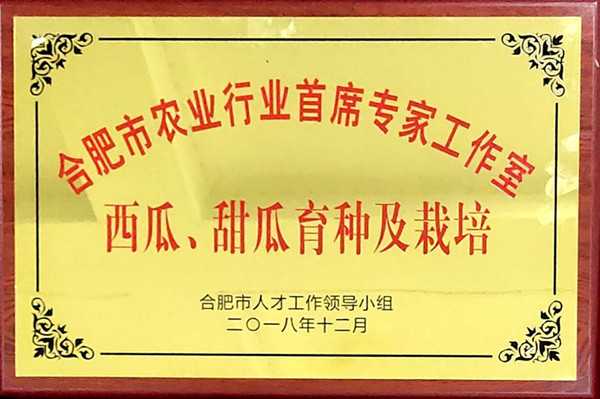 合肥市农业行业首席专家工作室
西瓜、甜瓜育种及栽培
合肥市人才工作领导小组
二〇一八年十二月